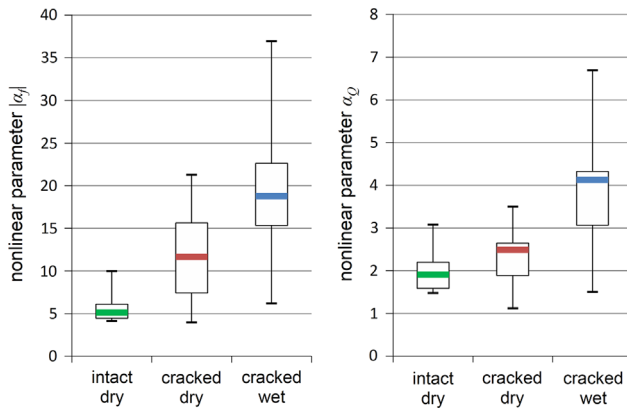 nonlinear parameter |αf|
40
35
30
25
20
15
10
5
0
intact
dry
cracked
dry
cracked
wet
nonlinear parameter αQ
8
7
6
5
4
3
2
1
0
intact
dry
cracked
dry
cracked
wet